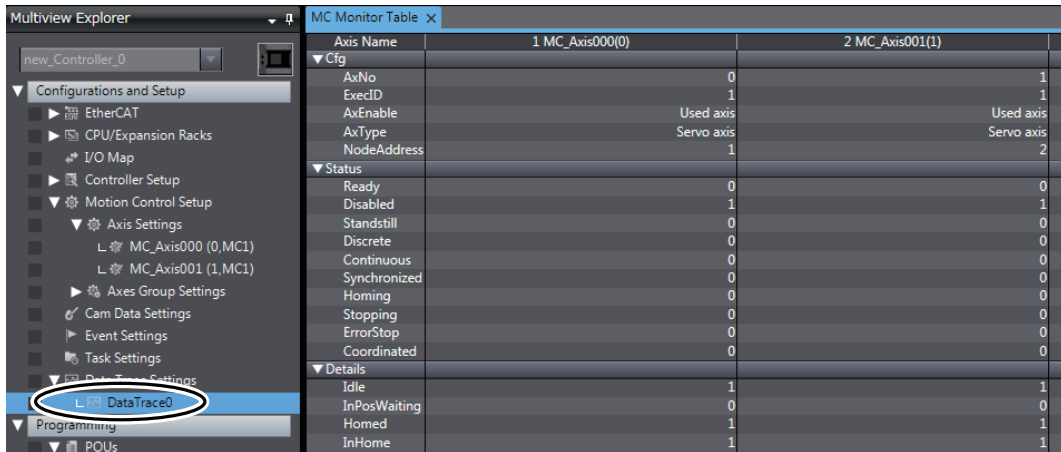 Multiview Explorer
new_Controller_0
Configurations and Setup
EtherCAT
CPU/Expansion Racks
I/O Map
Controller Setup
Motion Control Setup
Axis Settings
MC_Axis000 (0,MC1)
MC_Axis001 (1,MC1)
Axes Group Settings
Cam Data Settings
Event Settings
Task Settings
Data Trace Settings
DataTrace0
Programming
POUs
MC Monitor Table
Axis Name 1 MC_Axis000(0) 2 MC_Axis001(1)
Cfg
AxNo 0 1
ExecID 1 1
AxEnable Used axis Used axis
AxType Servo axis Servo axis
NodeAddress 1 2
Status
Ready 0 0
Disabled 1 1
Standstill 0 0
Discrete 0 0
Continuous 0 0
Synchronized 0 0
Homing 0 0
Stopping 0 0
ErrorStop 0 0
Coordinated 0 0
Details
Idle 1 1
InPosWaiting 0 0
Homed 1 1
InHome 1 1